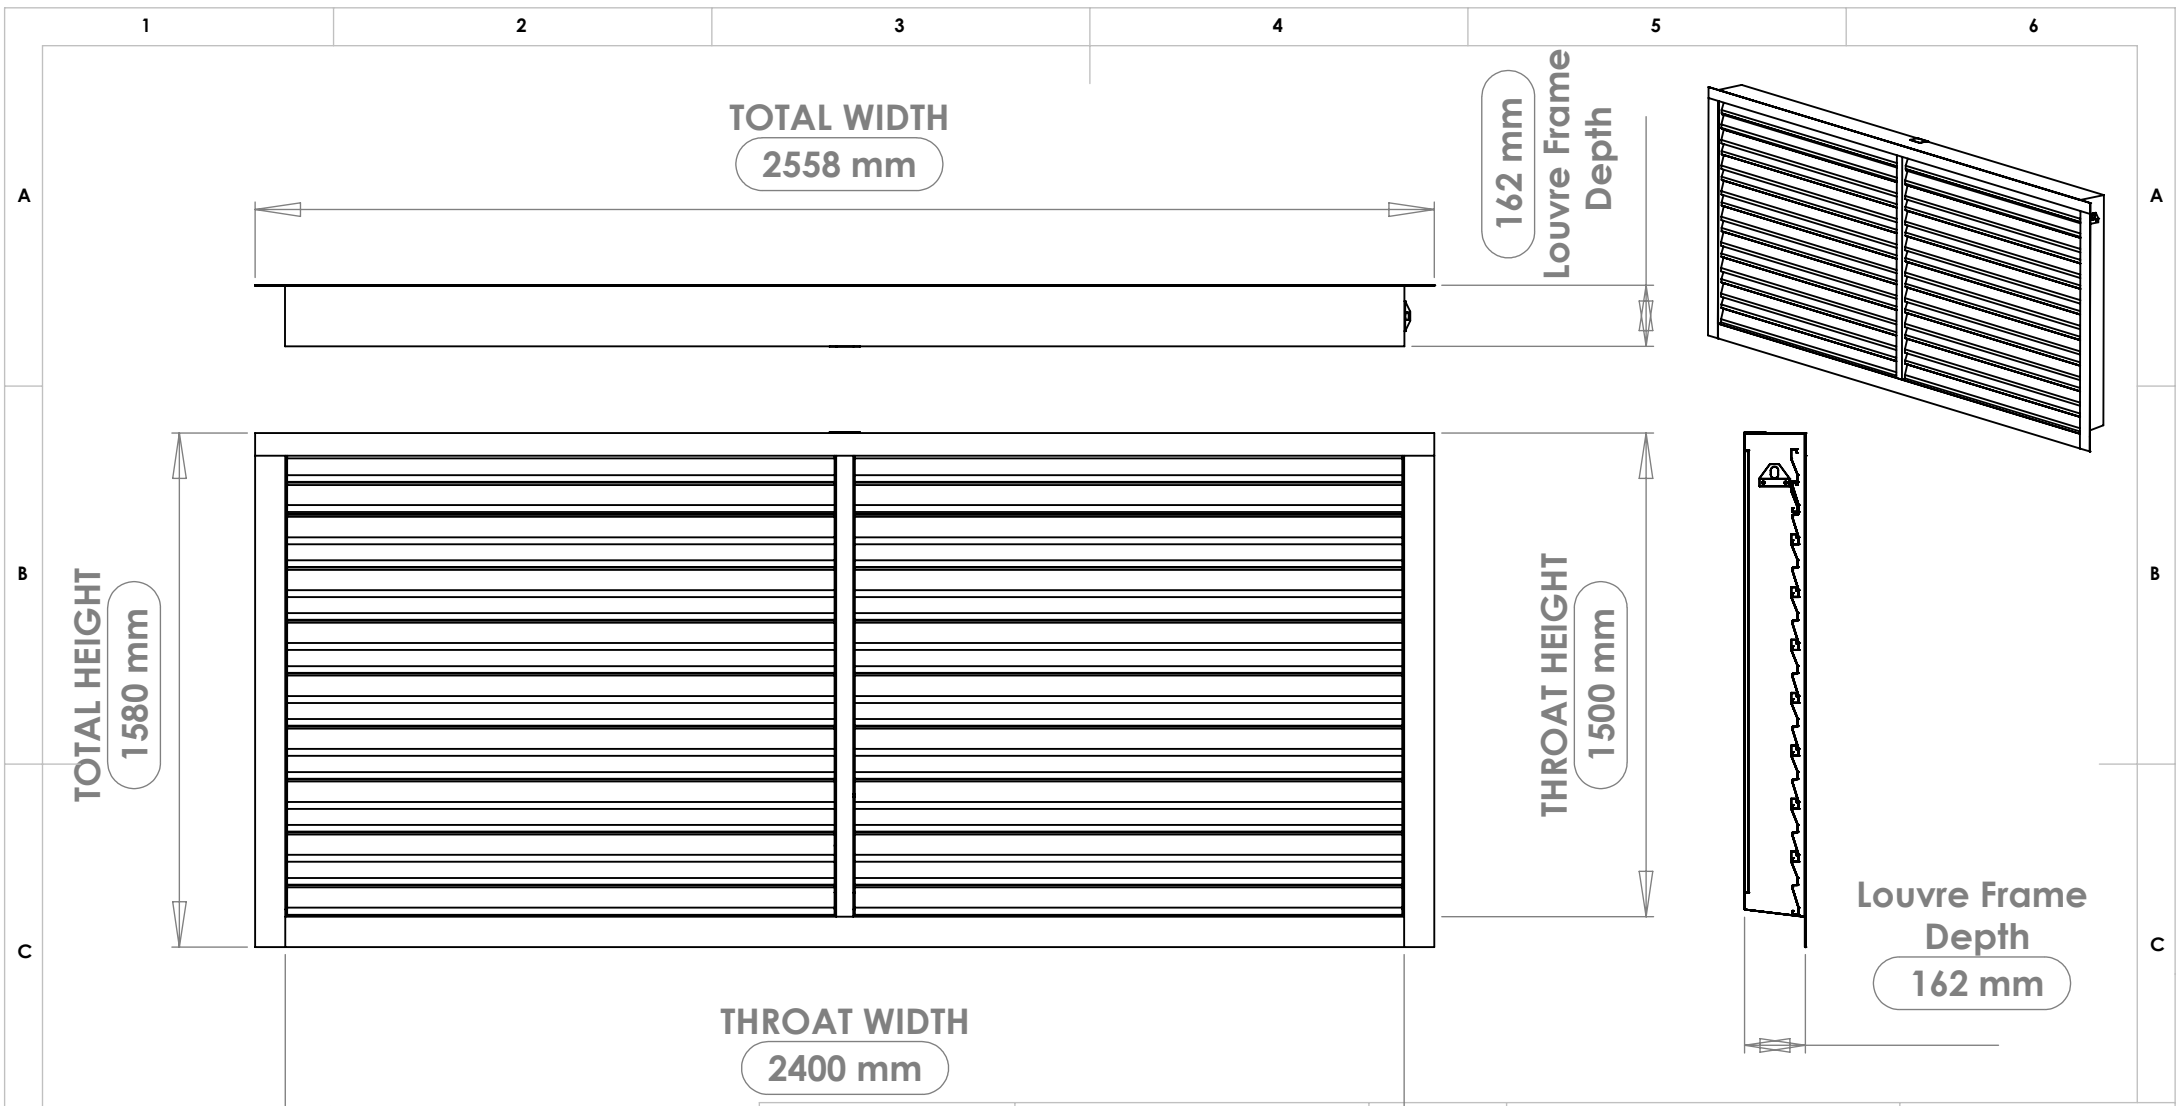 1 2 3 4 5 6
TOTAL WIDTH
2558 mm
162 mm
Louvre Frame
Depth
A A
B B
TOTAL HEIGHT
1580 mm
THROAT HEIGHT
1500 mm
Louvre Frame
Depth
162 mm
C C
THROAT WIDTH
2400 mm